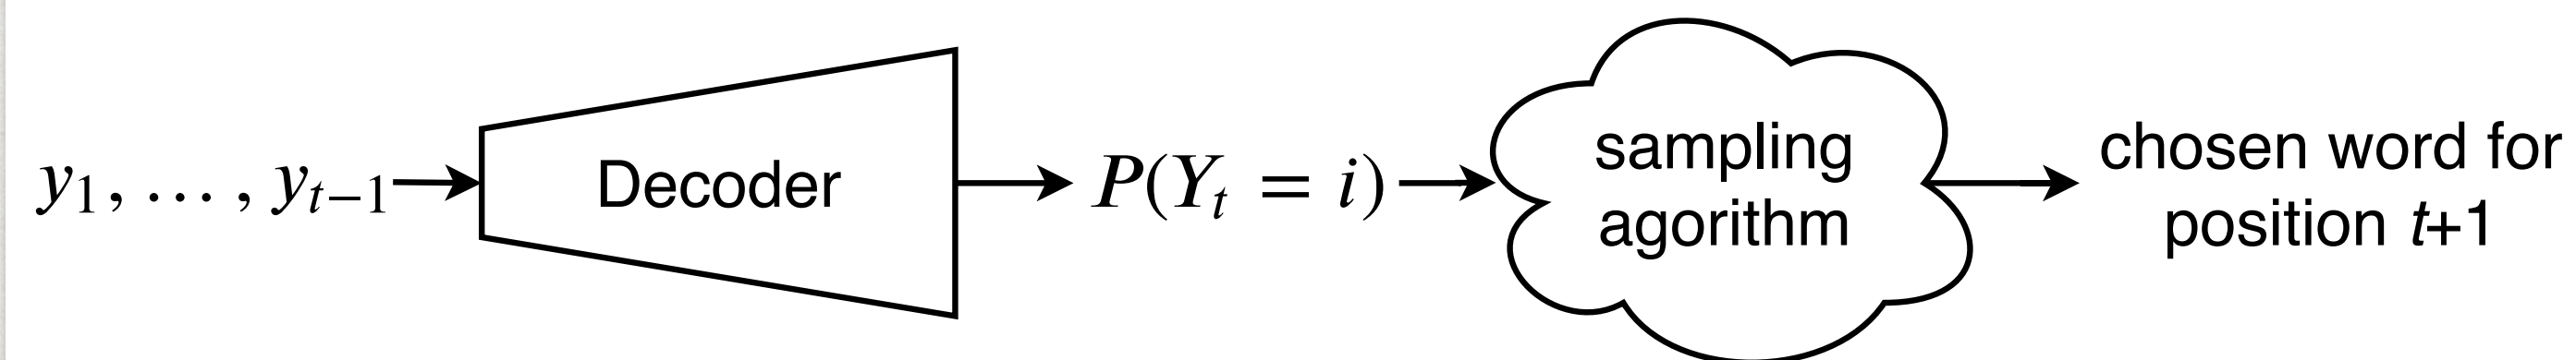 y₁, … , yₜ₋₁
Decoder
P(Yₜ = i)
sampling
agorithm
chosen word for
position t+1